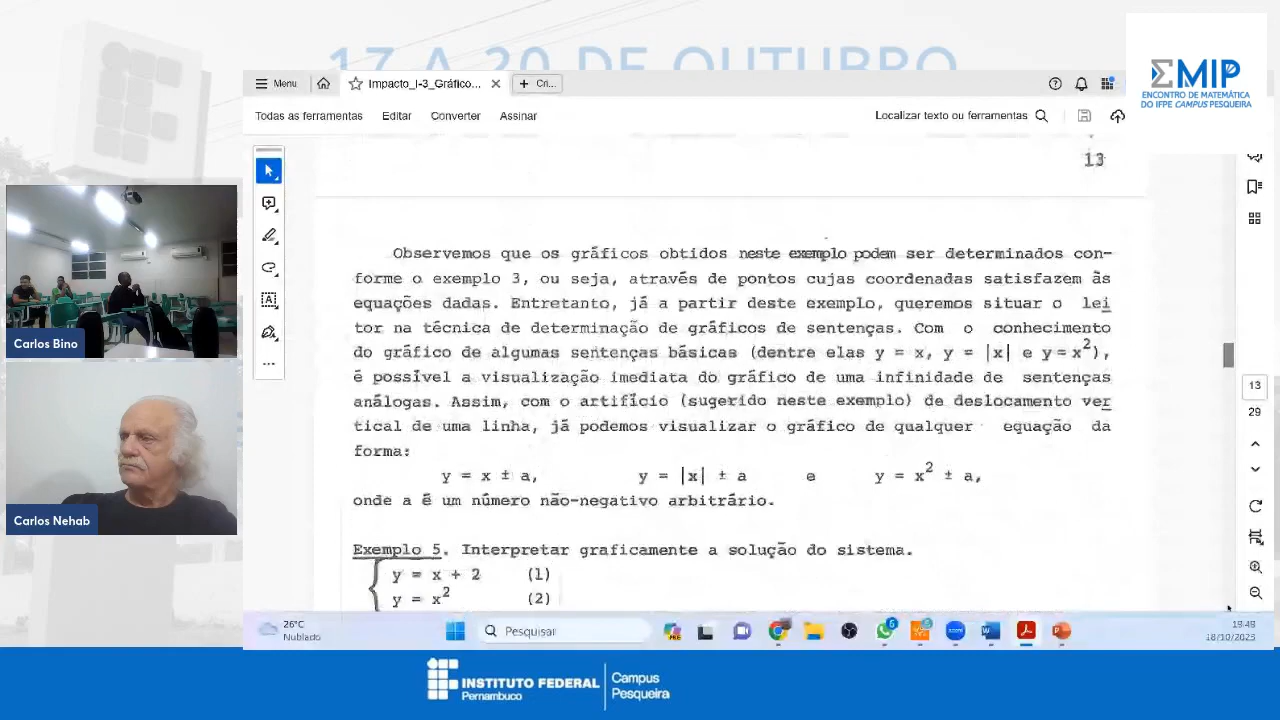 17 A 20 DE OUTUBRO
EMIP
ENCONTRO DE MATEMÁTICA
DO IFPE CAMPUS PESQUEIRA
Menu
Impacto_I-3_Gráfico...
Cri...
Todas as ferramentas
Editar
Converter
Assinar
Localizar texto ou ferramentas
13
Observemos que os gráficos obtidos neste exemplo podem ser determinados con-
forme o exemplo 3, ou seja, através de pontos cujas coordenadas satisfazem às
equações dadas. Entretanto, já a partir deste exemplo, queremos situar o lei
tor na técnica de determinação de gráficos de sentenças. Com o conhecimento
do gráfico de algumas sentenças básicas (dentre elas y = x, y = |x| e y=x²),
é possível a visualização imediata do gráfico de uma infinidade de sentenças
análogas. Assim, com o artifício (sugerido neste exemplo) de deslocamento ver
tical de uma linha, já podemos visualizar o gráfico de qualquer equação da
forma:
y = x ± a, y = |x| ± a e y = x² ± a,
onde a é um número não-negativo arbitrário.
Exemplo 5. Interpretar graficamente a solução do sistema.
y = x + 2 (1)
y = x² (2)
13
29
Carlos Bino
Carlos Nehab
26°C
Nublado
Pesquisar
18/10/2023
INSTITUTO FEDERAL
Pernambuco
Campus
Pesqueira